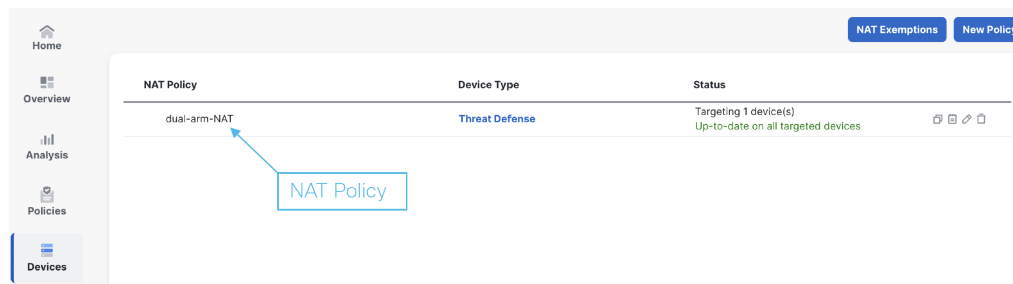 Home
Overview
Analysis
Policies
Devices
NAT Exemptions
New Policy
NAT Policy
Device Type
Status
dual-arm-NAT
Threat Defense
Targeting 1 device(s)
Up-to-date on all targeted devices
NAT Policy